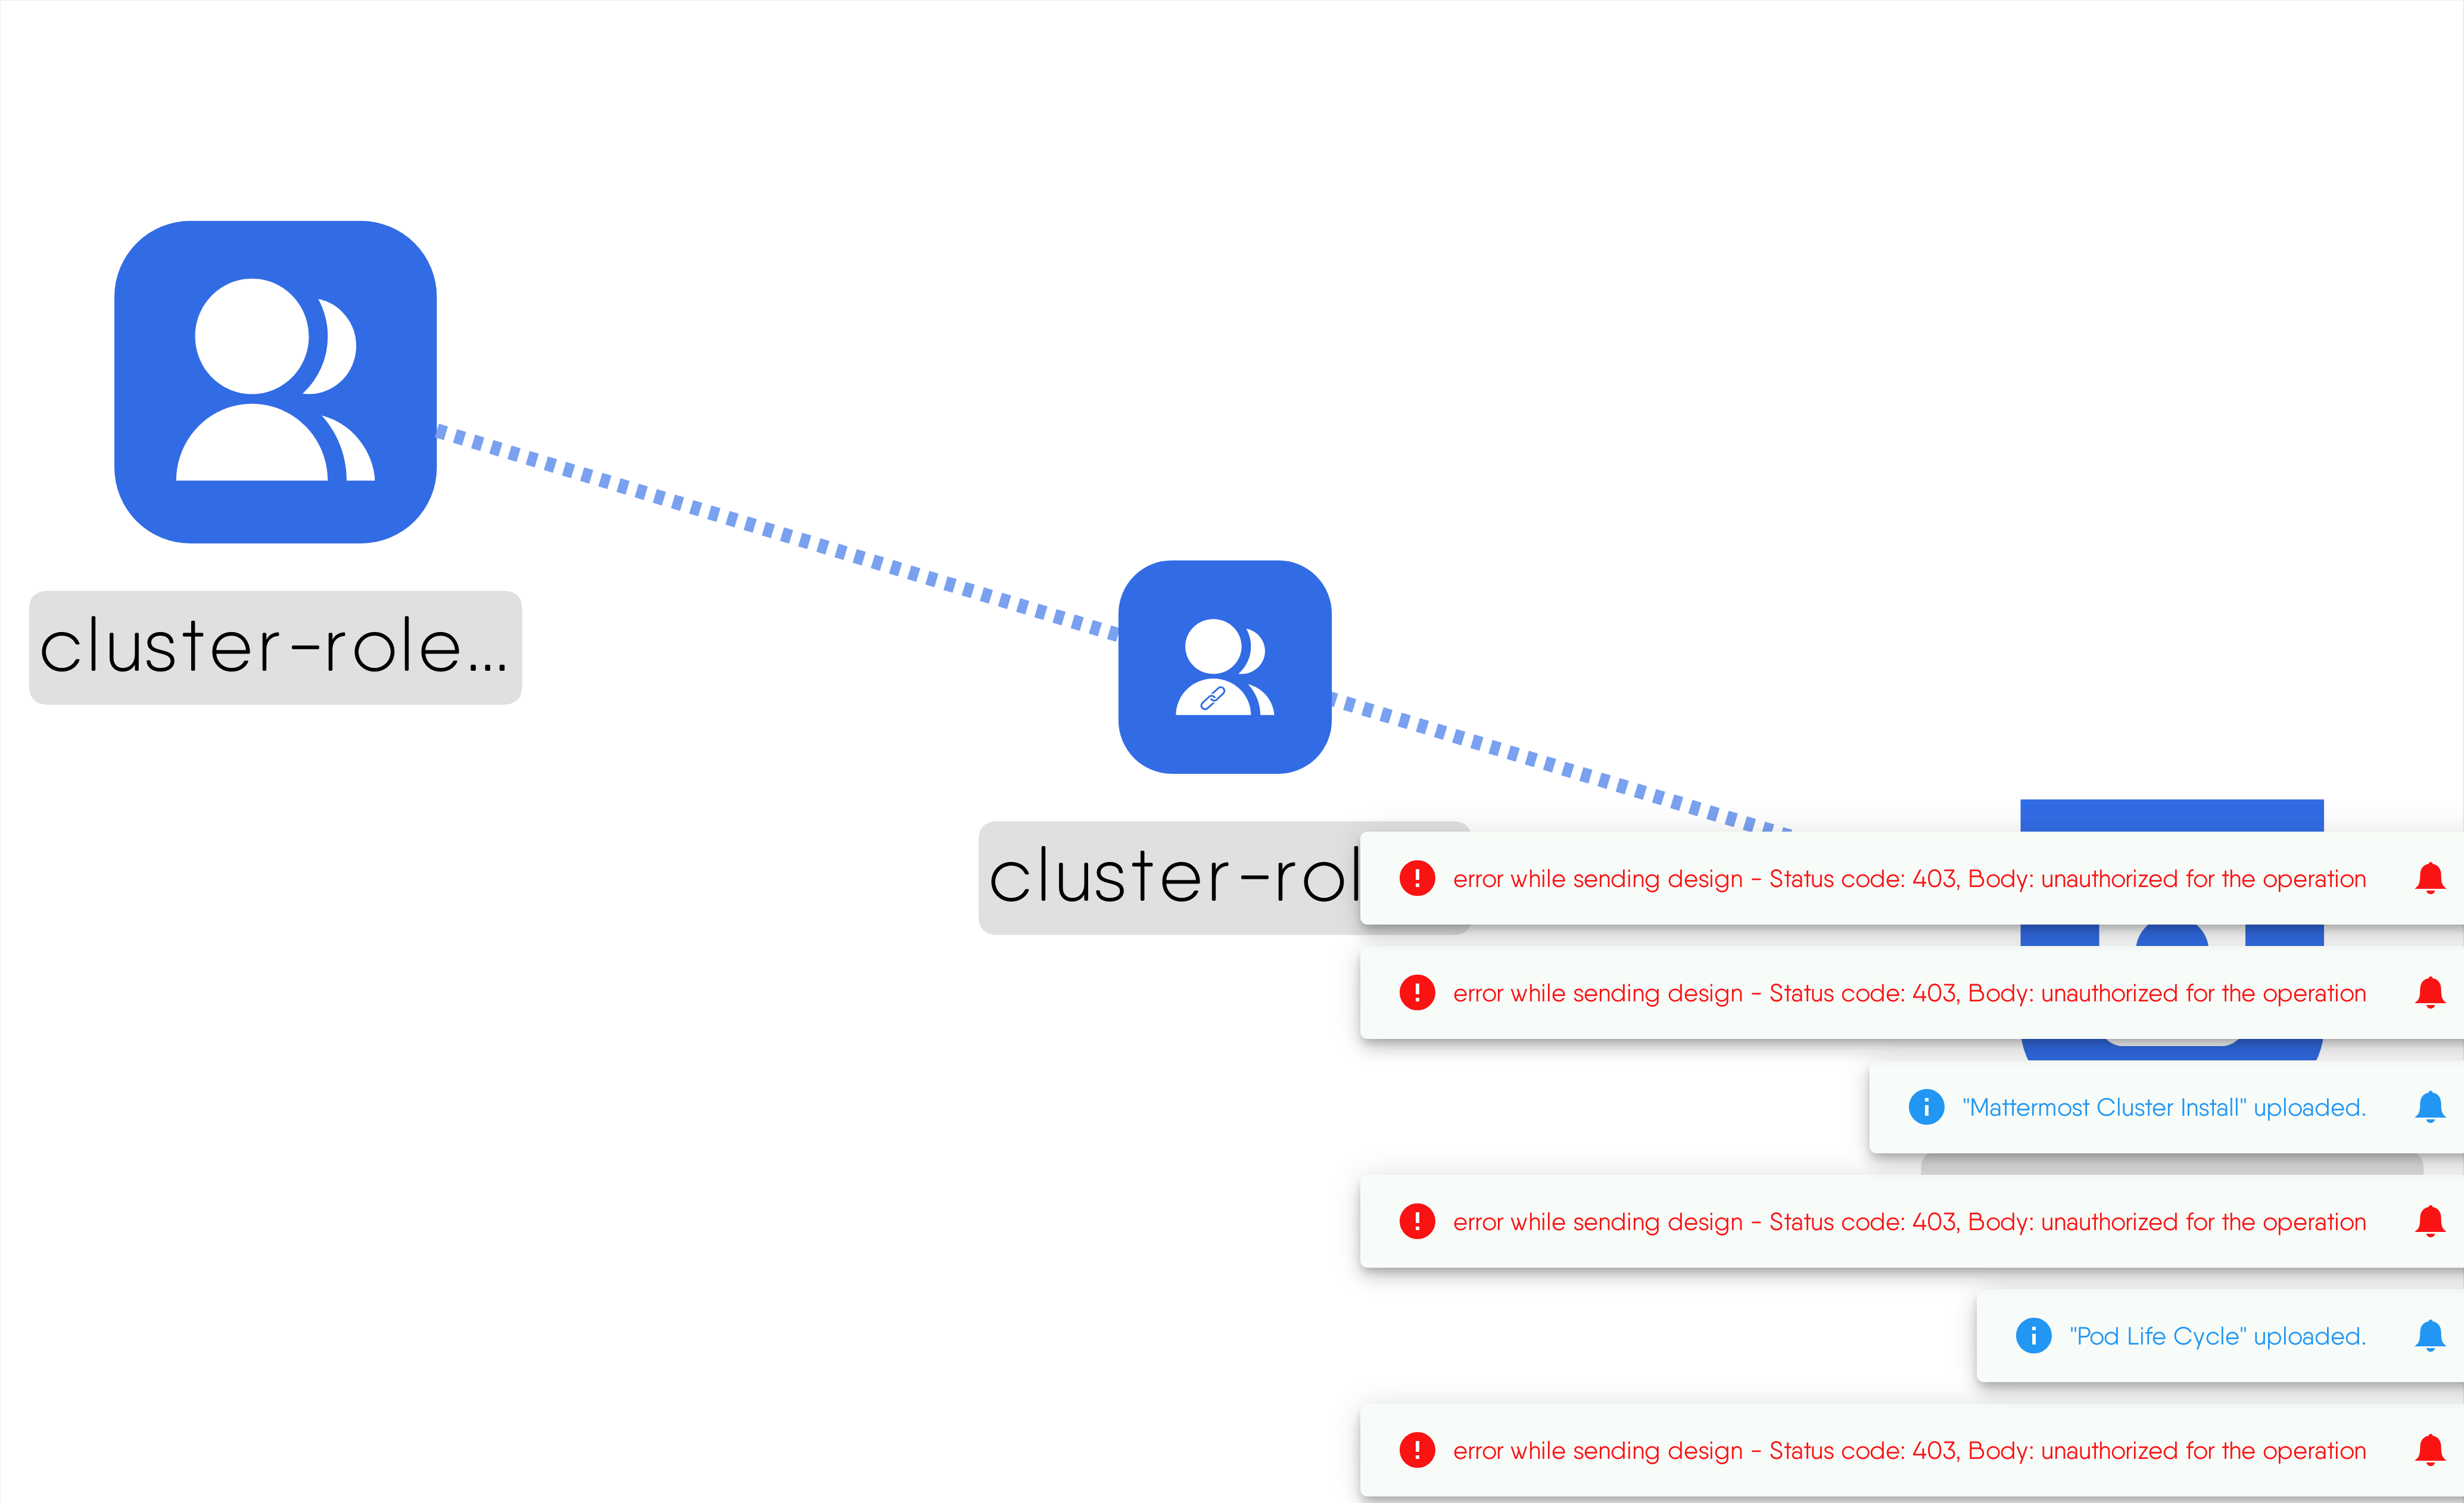 cluster-role...
cluster-rol
error while sending design - Status code: 403, Body: unauthorized for the operation
error while sending design - Status code: 403, Body: unauthorized for the operation
"Mattermost Cluster Install" uploaded.
error while sending design - Status code: 403, Body: unauthorized for the operation
"Pod Life Cycle" uploaded.
error while sending design - Status code: 403, Body: unauthorized for the operation